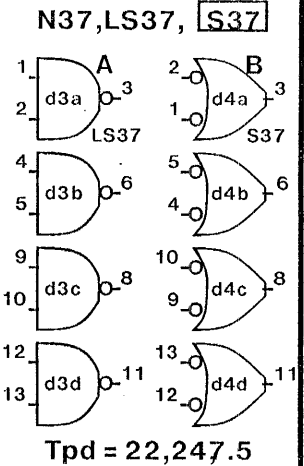 N37,LS37, S37
A B
1 2
d3a 3 d4a 3
2 1
LS37 S37
4 5
d3b 6 d4b 6
5 4
9 10
d3c 8 d4c 8
10 9
12 13
d3d 11 d4d 11
13 12
Tpd = 22,247.5